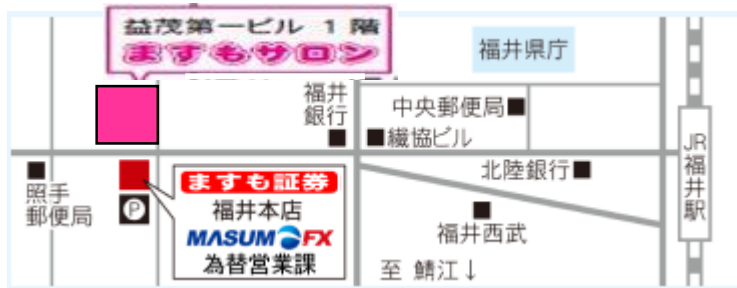 益茂第一ビル 1 階
ますもサロン
福井県庁
福井
銀行
中央郵便局
繊協ビル
JR福井駅
北陸銀行
照手
郵便局
P
ますも証券
福井本店
MASUMO FX
為替営業課
福井西武
至 鯖江↓